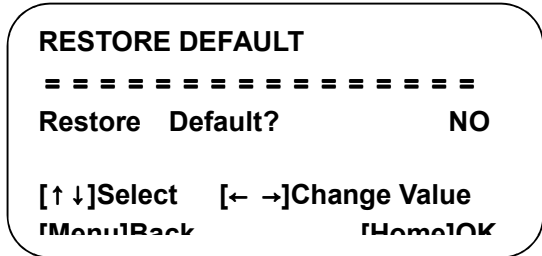 RESTORE DEFAULT
= = = = = = = = = = = = = = = =
Restore Default? NO
[↑↓]Select [← →]Change Value
[Menu]Back [Home]OK